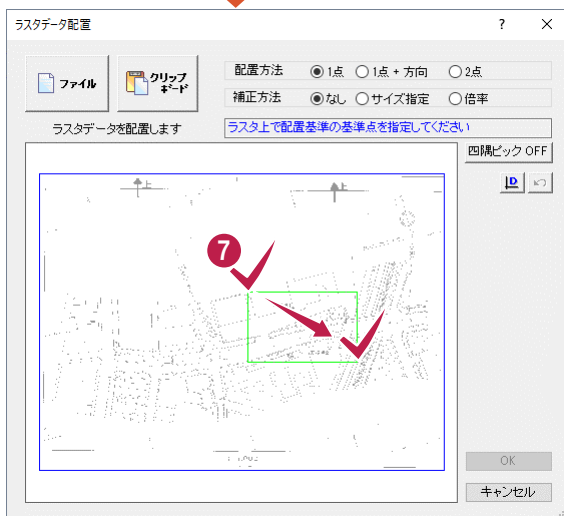 ラスタデータ配置
ファイル
クリップボード
配置方法 1点 1点 + 方向 2点
補正方法 なし サイズ指定 倍率
ラスタデータを配置します
ラスタ上で配置基準の基準点を指定してください
四隅ピック OFF
D
上 上
7
OK
キャンセル